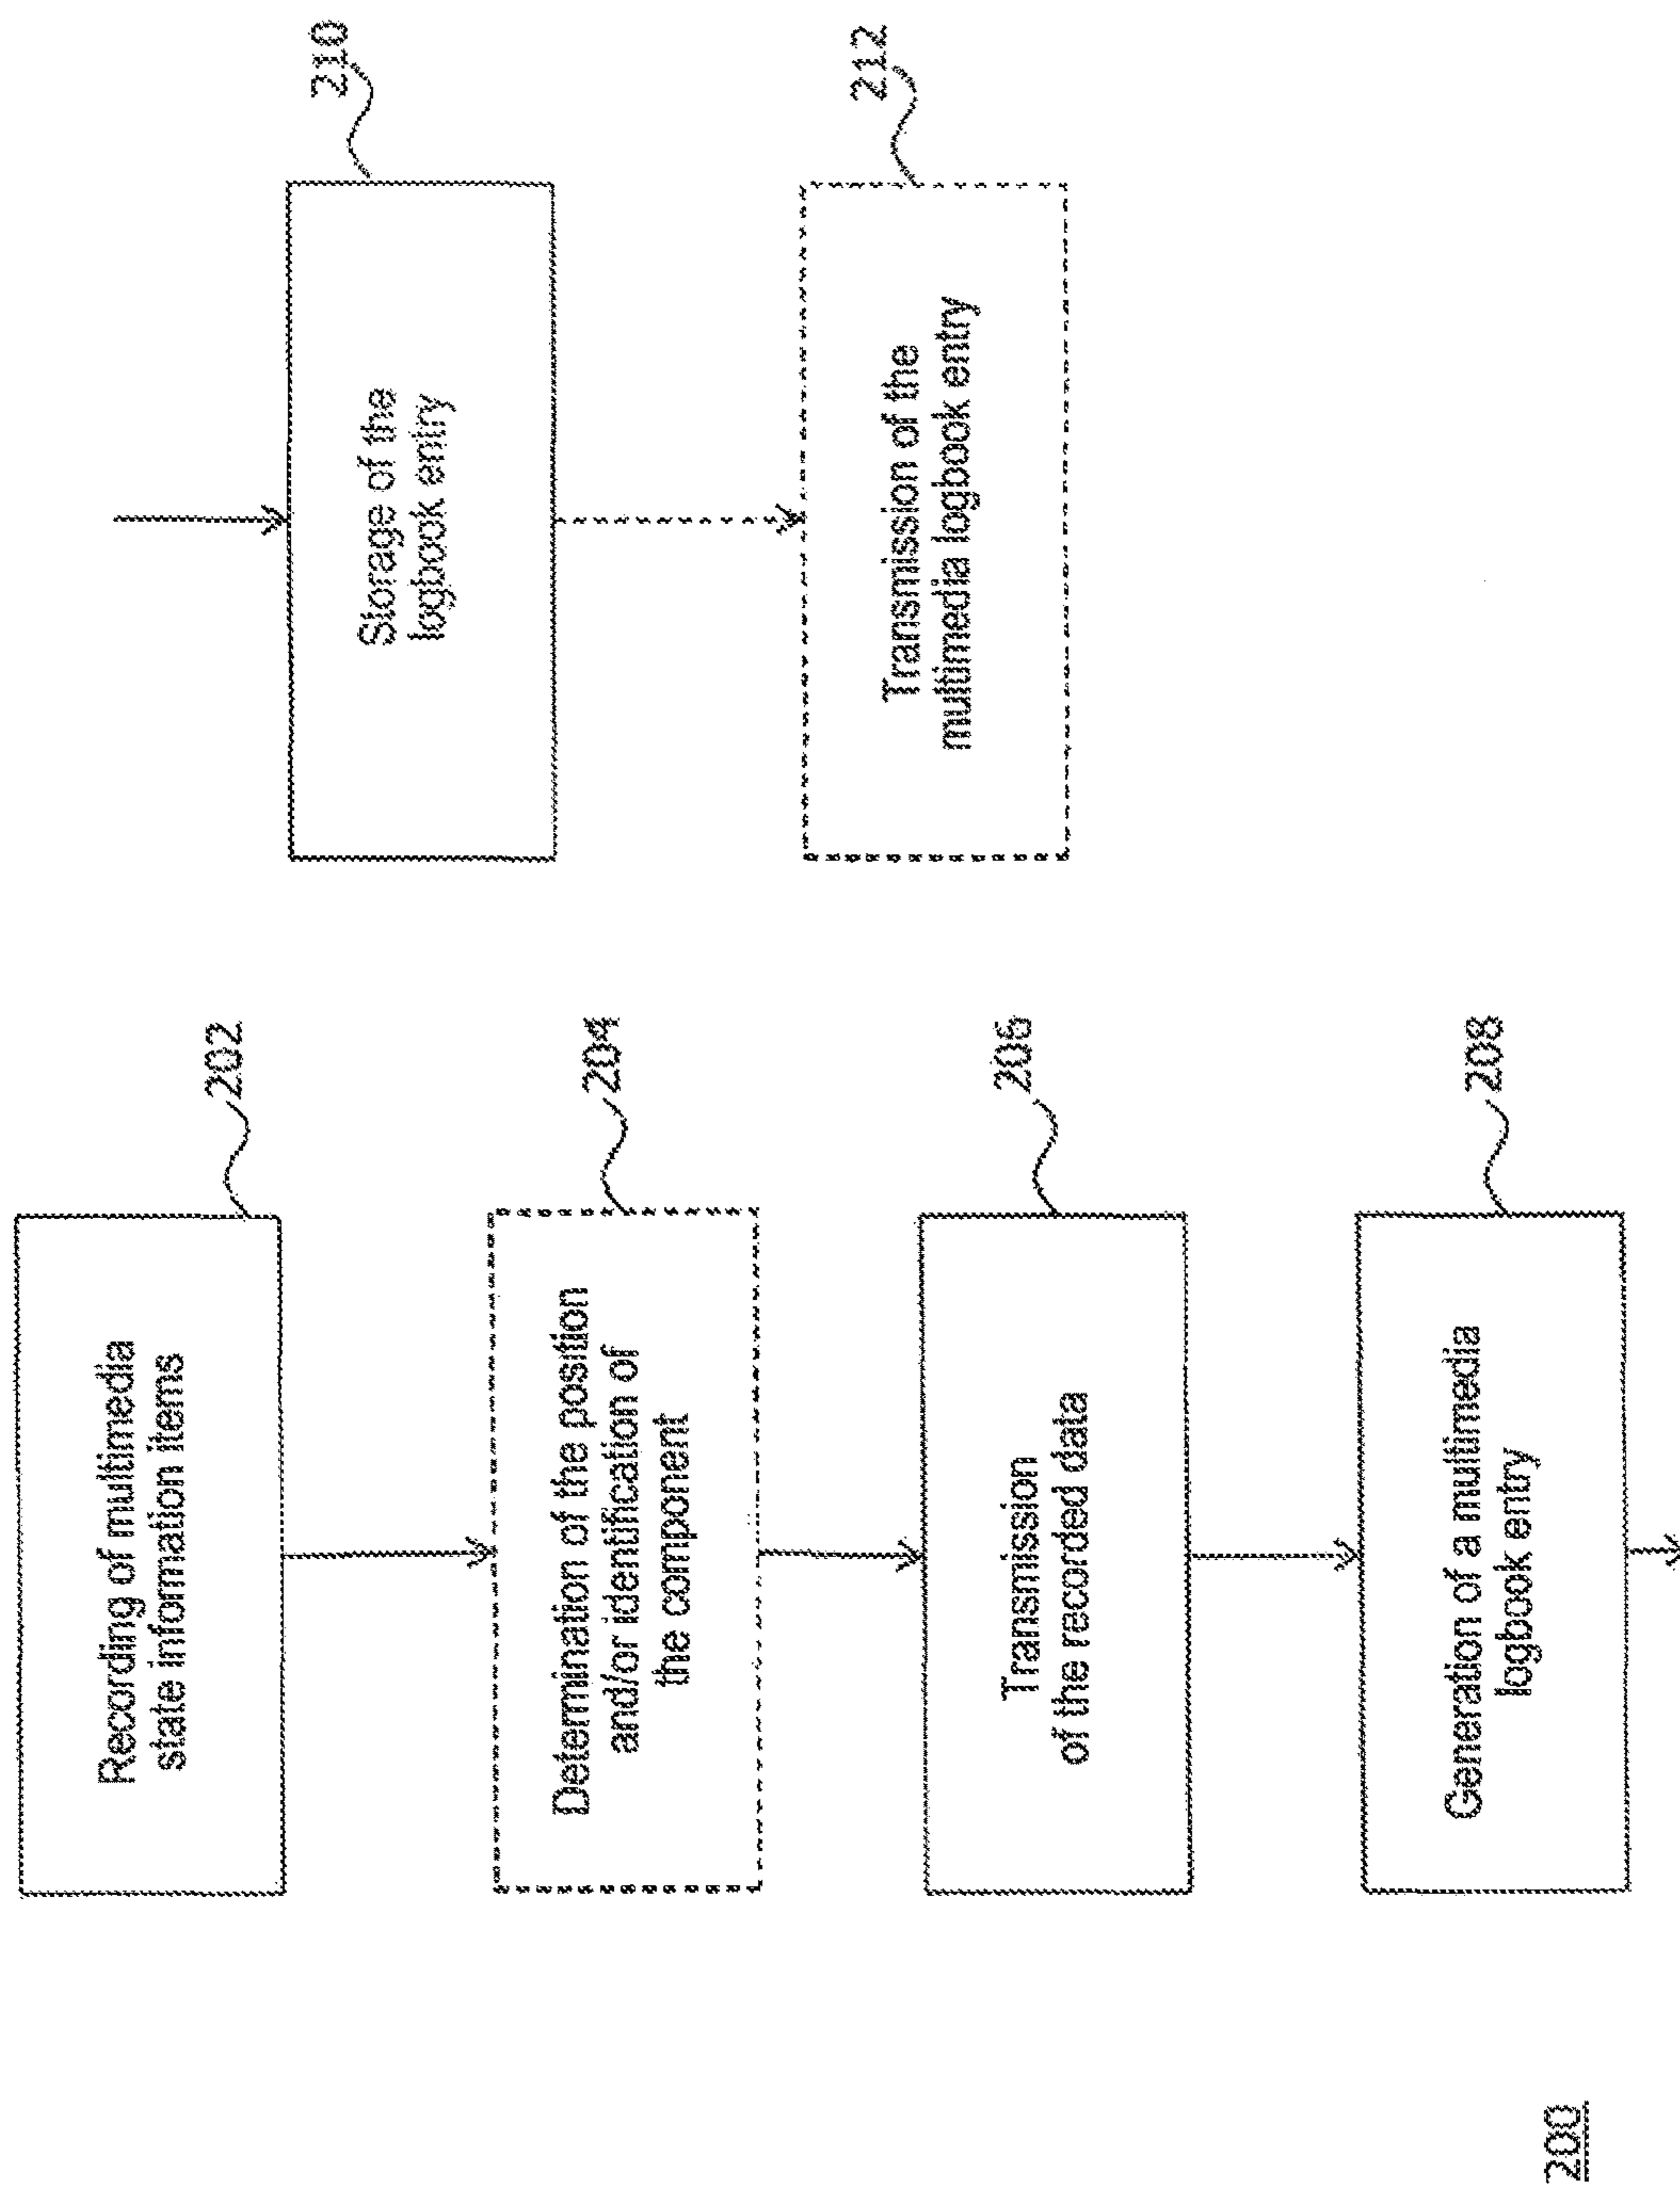 Recording of multimedia
state information items
202
Determination of the position
and/or identification of
the component
204
Transmission
of the recorded data
206
Generation of a multimedia
logbook entry
208
Storage of the
logbook entry
210
Transmission of the
multimedia logbook entry
212
200